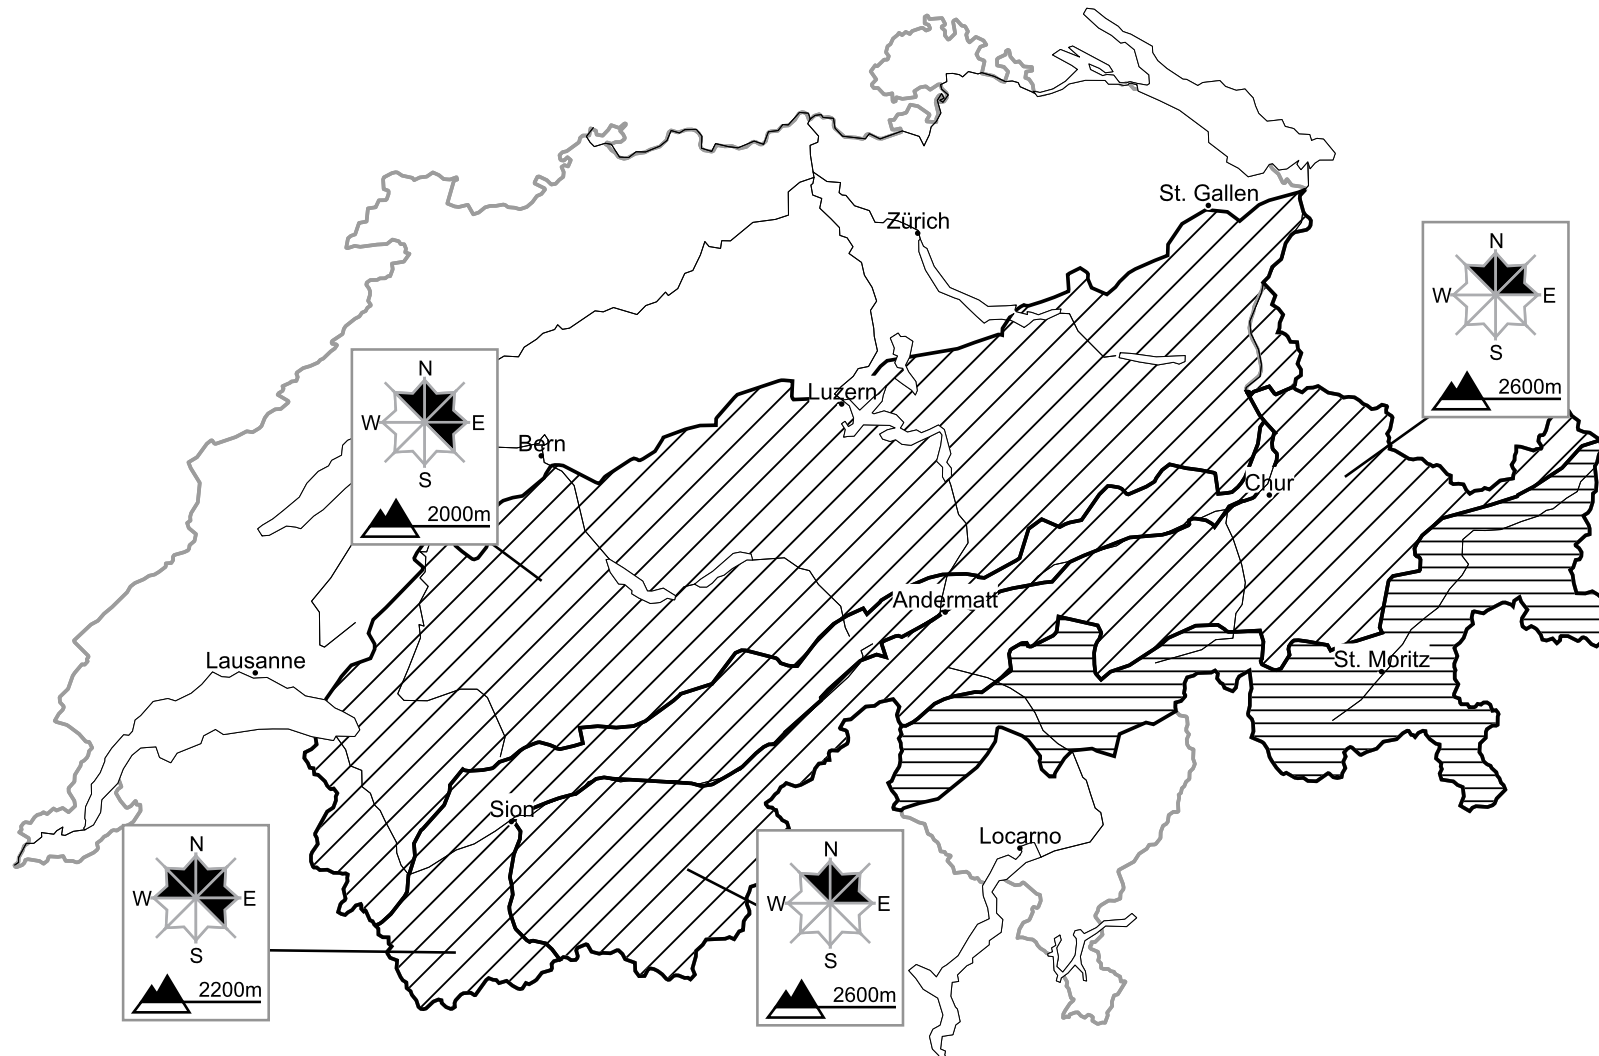 St. Gallen
Zürich
N
W E
S
2600m
N
W E
S
2000m
Luzern
Bern
Chur
Andermatt
St. Moritz
Lausanne
Sion
Locarno
N
W E
S
2200m
N
W E
S
2600m